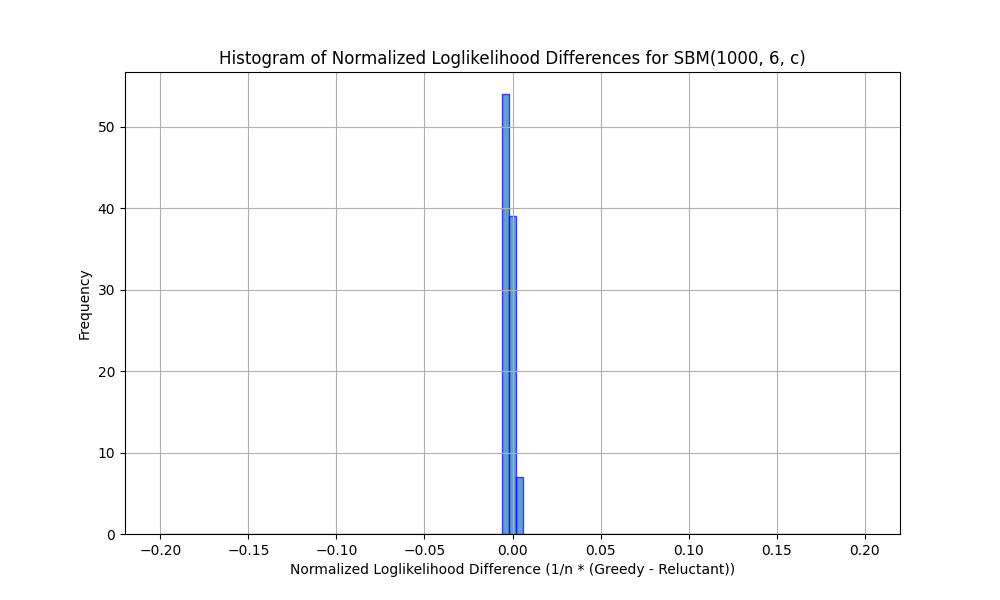 Histogram of Normalized Loglikelihood Differences for SBM(1000, 6, c)
Frequency
50
40
30
20
10
0
−0.20 −0.15 −0.10 −0.05 0.00 0.05 0.10 0.15 0.20
Normalized Loglikelihood Difference (1/n * (Greedy - Reluctant))